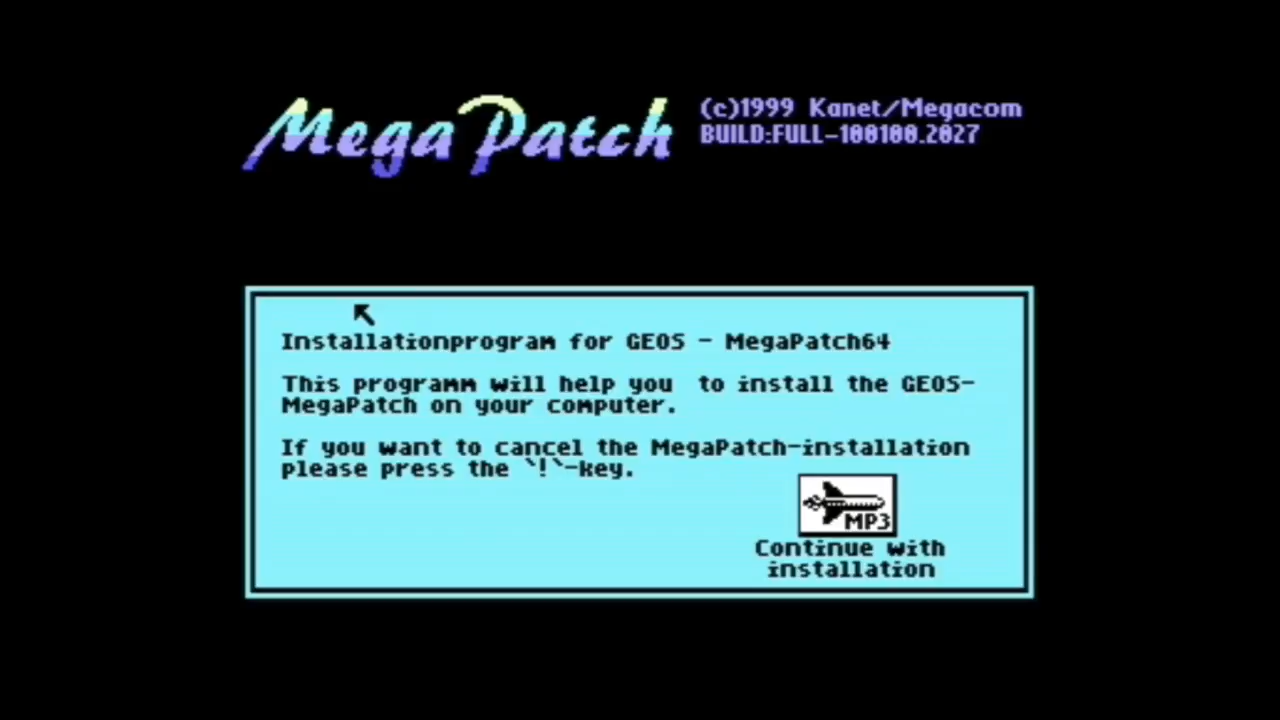 Mega Patch
(c)1999 Kanet/Megacom
BUILD:FULL-100100.2027
Installationprogram for GEOS - MegaPatch64
This programm will help you  to install the GEOS-
MegaPatch on your computer.
If you want to cancel the MegaPatch-installation
please press the `!`-key.
MP3
Continue with
installation